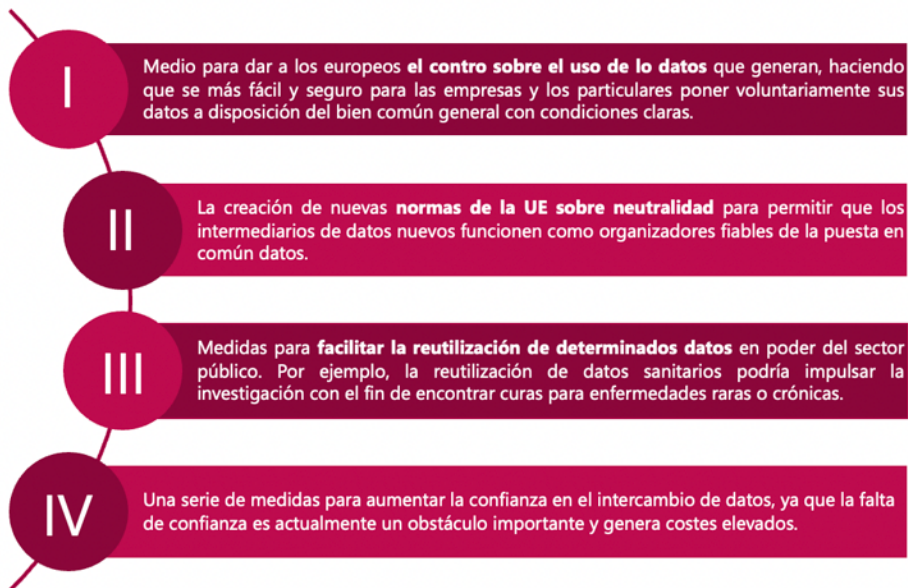 I
Medio para dar a los europeos el contro sobre el uso de lo datos que generan, haciendo
que se más fácil y seguro para las empresas y los particulares poner voluntariamente sus
datos a disposición del bien común general con condiciones claras.
II
La creación de nuevas normas de la UE sobre neutralidad para permitir que los
intermediarios de datos nuevos funcionen como organizadores fiables de la puesta en
común datos.
III
Medidas para facilitar la reutilización de determinados datos en poder del sector
público. Por ejemplo, la reutilización de datos sanitarios podría impulsar la
investigación con el fin de encontrar curas para enfermedades raras o crónicas.
IV
Una serie de medidas para aumentar la confianza en el intercambio de datos, ya que la falta
de confianza es actualmente un obstáculo importante y genera costes elevados.